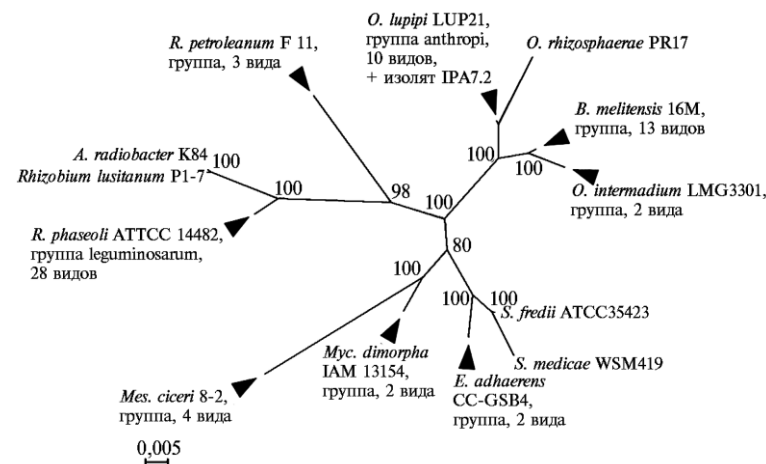 R. petroleanum F 11,
группа, 3 вида
O. lupipi LUP21,
группа anthropi,
10 видов,
+ изолят IPA7.2
O. rhizosphaerae PR17
B. melitensis 16M,
группа, 13 видов
O. intermadium LMG3301,
группа, 2 вида
A. radiobacter K84
Rhizobium lusitanum P1-7
100
100
98
100
100
100
R. phaseoli ATTCC 14482,
группа leguminosarum,
28 видов
80
100
100
100
S. fredii ATCC35423
S. medicae WSM419
Myc. dimorpha
IAM 13154,
группа, 2 вида
E. adhaerens
CC-GSB4,
группа, 2 вида
Mes. ciceri 8-2,
группа, 4 вида
0,005